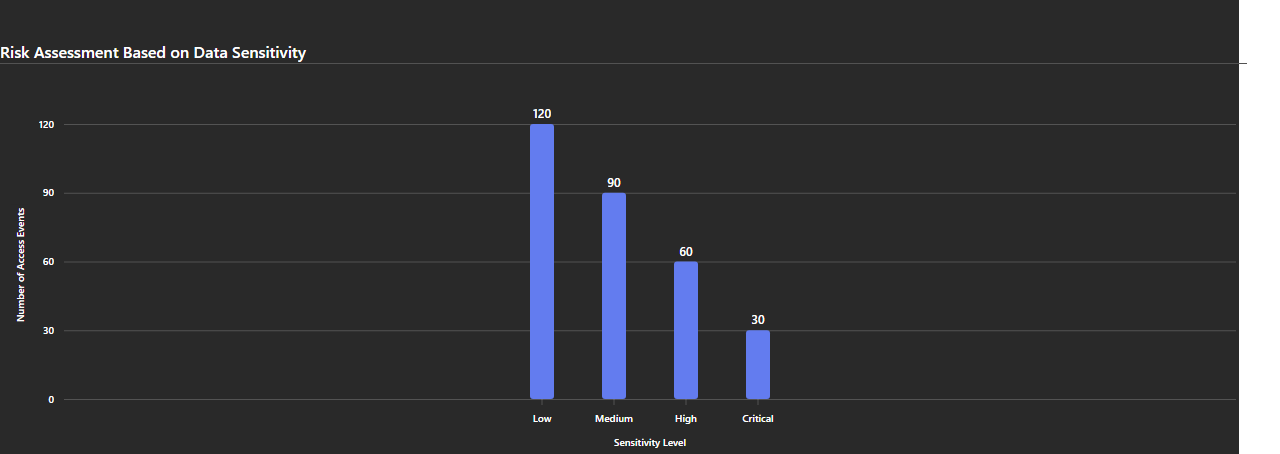 Risk Assessment Based on Data Sensitivity
120
90
60
30
120
90
60
30
0
Number of Access Events
Low Medium High Critical
Sensitivity Level